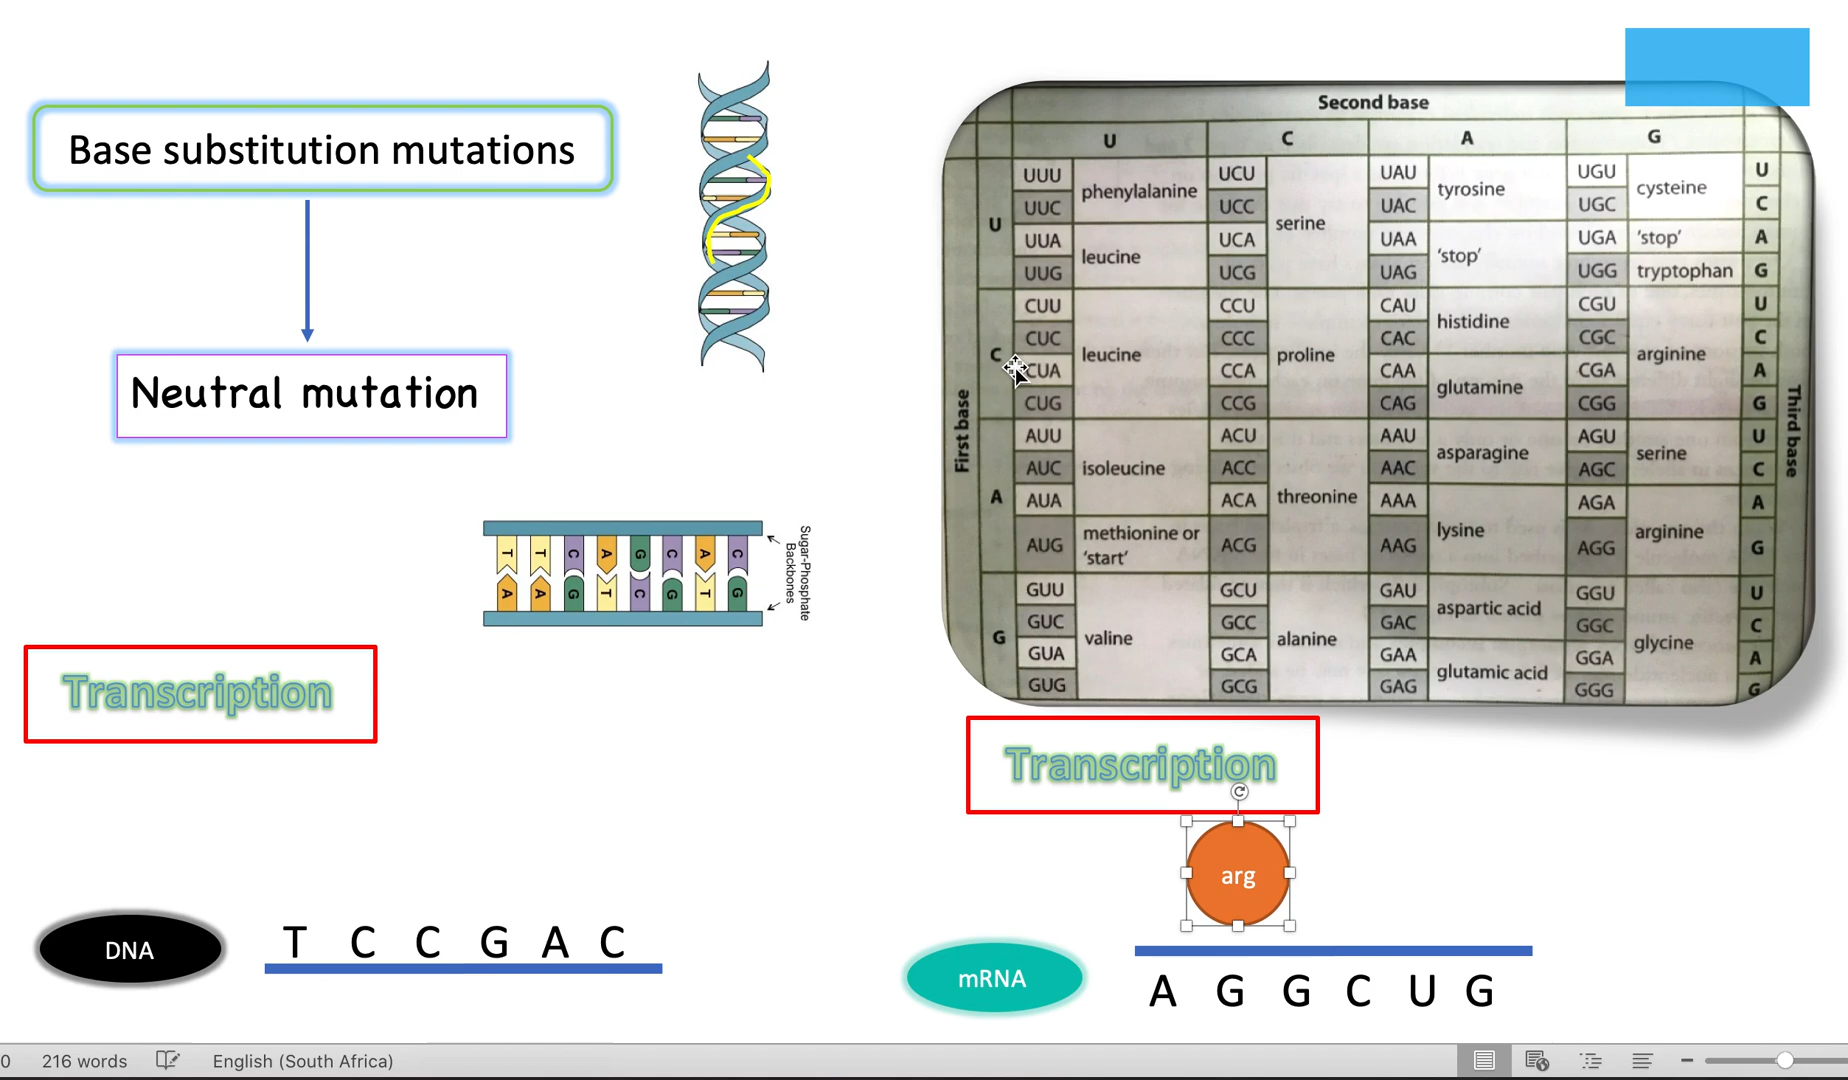 Base substitution mutations
Neutral mutation
T T C A G C A C
A A G T C G T G
Sugar-Phosphate
Backbones
Transcription
DNA
T C C G A C
Second base
U C A G
First base
Third base
U
UUU phenylalanine UCU serine UAU tyrosine UGU cysteine U
UUC UCC UAC UGC C
UUA leucine UCA UAA ‘stop’ UGA ‘stop’ A
UUG UCG UAG UGG tryptophan G
C
CUU leucine CCU proline CAU histidine CGU arginine U
CUC CCC CAC CGC C
CUA CCA CAA glutamine CGA A
CUG CCG CAG CGG G
A
AUU isoleucine ACU threonine AAU asparagine AGU serine U
AUC ACC AAC AGC C
AUA ACA AAA lysine AGA arginine A
AUG methionine or ‘start’ ACG AAG AGG G
G
GUU valine GCU alanine GAU aspartic acid GGU glycine U
GUC GCC GAC GGC C
GUA GCA GAA glutamic acid GGA A
GUG GCG GAG GGG G
Transcription
arg
mRNA
A G G C U G
0 216 words English (South Africa)